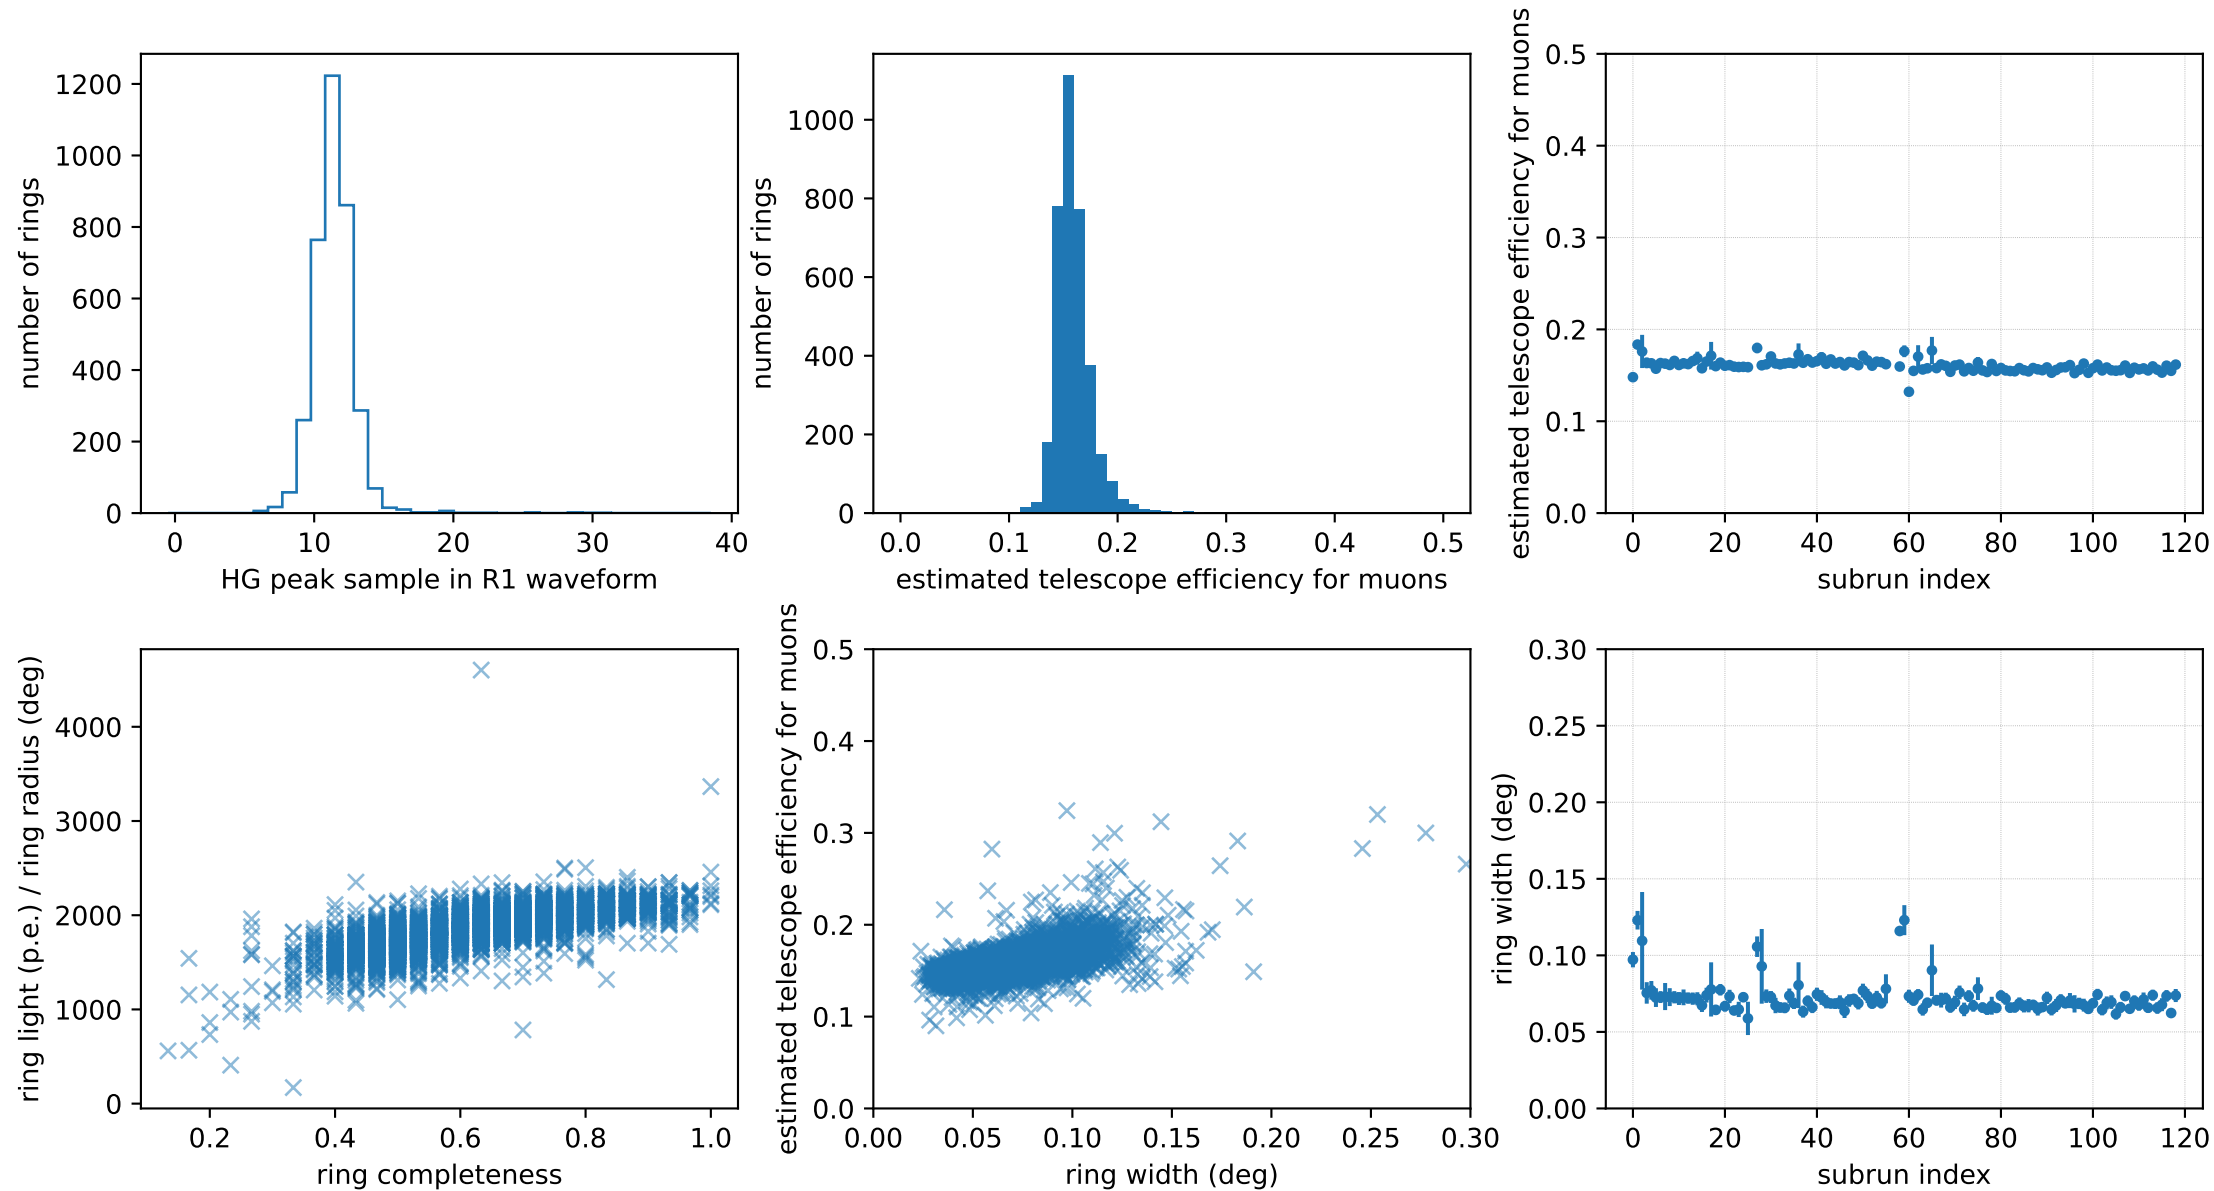 number of rings
1200
1000
800
600
400
200
0
0 10 20 30 40
HG peak sample in R1 waveform
number of rings
1000
800
600
400
200
0
0.0 0.1 0.2 0.3 0.4 0.5
estimated telescope efficiency for muons
estimated telescope efficiency for muons
0.5
0.4
0.3
0.2
0.1
0.0
0 20 40 60 80 100 120
subrun index
ring light (p.e.) / ring radius (deg)
4000
3000
2000
1000
0
0.2 0.4 0.6 0.8 1.0
ring completeness
estimated telescope efficiency for muons
0.5
0.4
0.3
0.2
0.1
0.0
0.00 0.05 0.10 0.15 0.20 0.25 0.30
ring width (deg)
ring width (deg)
0.30
0.25
0.20
0.15
0.10
0.05
0.00
0 20 40 60 80 100 120
subrun index